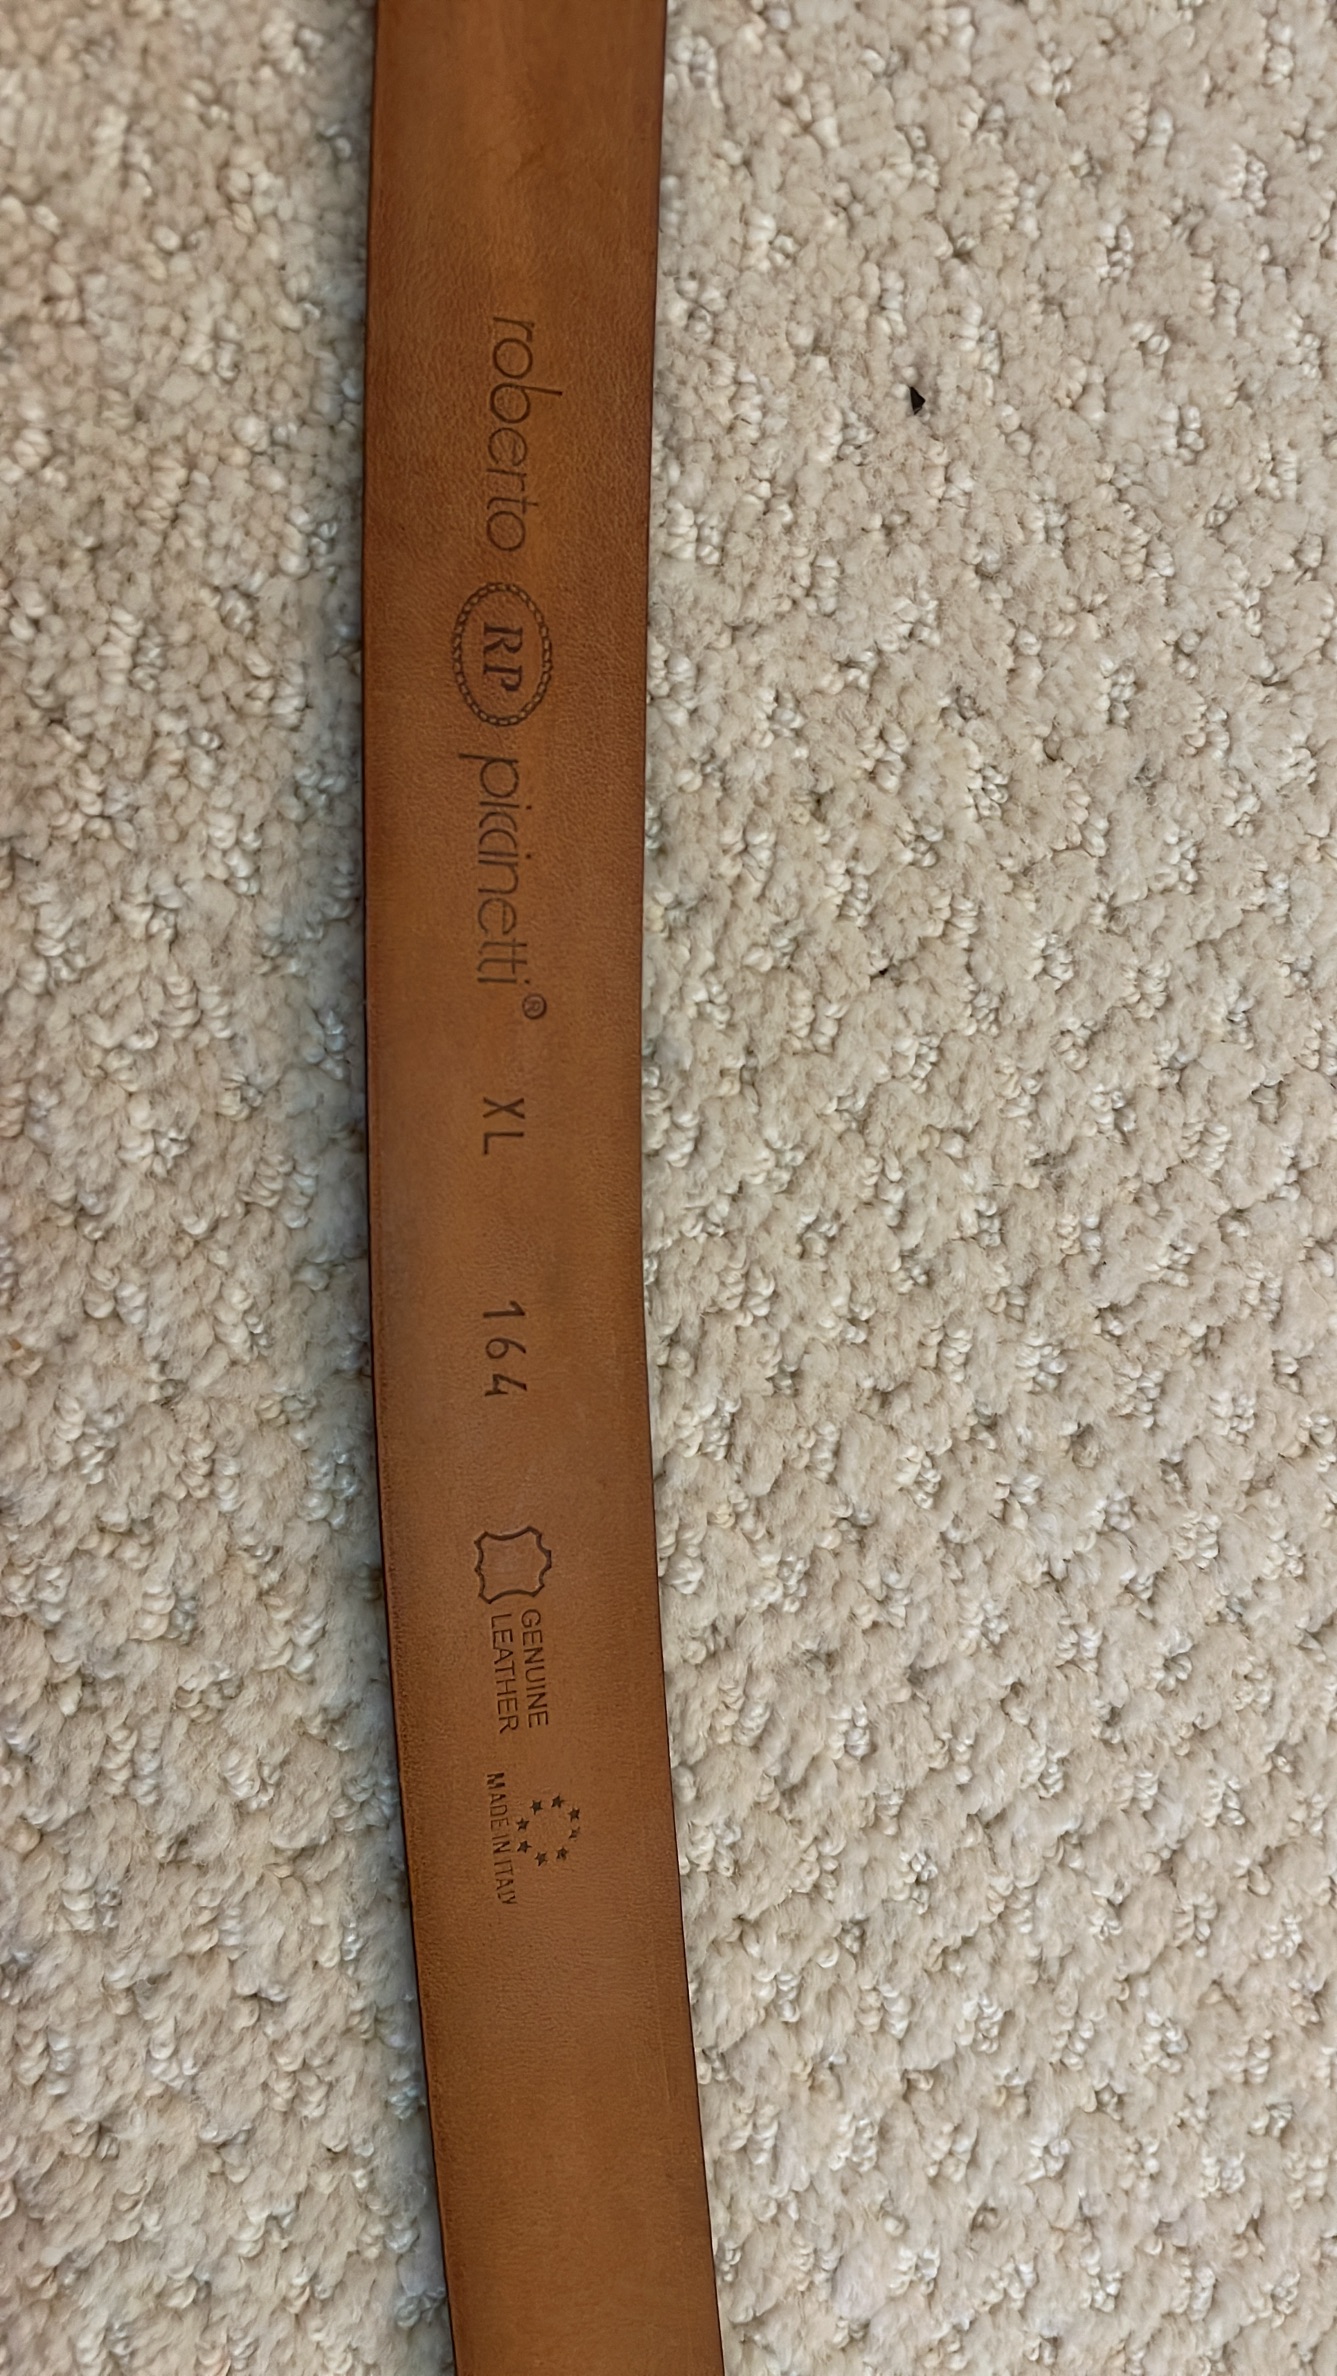 roberto RP piccinetti® XL 164
GENUINE
LEATHER
MADE IN ITALY